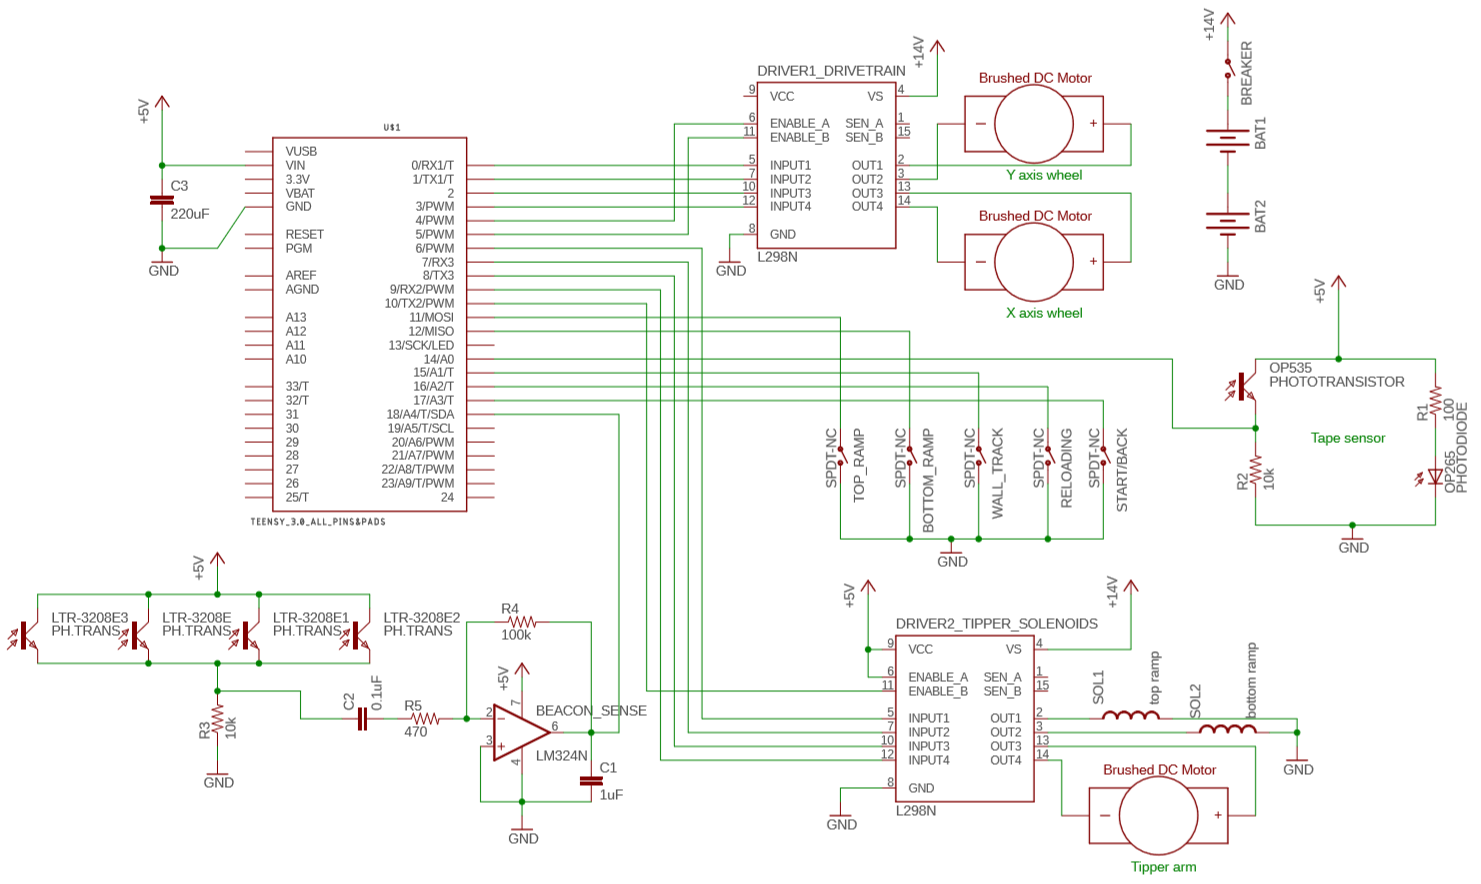 +5V
C3
220uF
GND
U$1
VUSB
VIN
3.3V
VBAT
GND
RESET
PGM
AREF
AGND
A13
A12
A11
A10
33/T
32/T
31
30
29
28
27
26
25/T
0/RX1/T
1/TX1/T
2
3/PWM
4/PWM
5/PWM
6/PWM
7/RX3
8/TX3
9/RX2/PWM
10/TX2/PWM
11/MOSI
12/MISO
13/SCK/LED
14/A0
15/A1/T
16/A2/T
17/A3/T
18/A4/T/SDA
19/A5/T/SCL
20/A6/PWM
21/A7/PWM
22/A8/T/PWM
23/A9/T/PWM
24
TEENSY_3.0_ALL_PINS&PADS
DRIVER1_DRIVETRAIN
+14V
9 VCC VS 4
6 ENABLE_A SEN_A 1
11 ENABLE_B SEN_B 15
5 INPUT1 OUT1 2
7 INPUT2 OUT2 3
10 INPUT3 OUT3 13
12 INPUT4 OUT4 14
8 GND
GND
L298N
Brushed DC Motor
− +
Y axis wheel
Brushed DC Motor
− +
X axis wheel
+14V
BREAKER
BAT1
BAT2
GND
+5V
OP535
PHOTOTRANSISTOR
R1
100
Tape sensor
R2
10k
OP265
PHOTODIODE
GND
SPDT-NC
TOP_RAMP
SPDT-NC
BOTTOM_RAMP
SPDT-NC
WALL_TRACK
SPDT-NC
RELOADING
SPDT-NC
START/BACK
GND
+5V
LTR-3208E3
PH.TRANS
LTR-3208E
PH.TRANS
LTR-3208E1
PH.TRANS
LTR-3208E2
PH.TRANS
R3
10k
GND
C2
0.1uF
R5
470
R4
100k
+5V
BEACON_SENSE
2
3
7
6
4
− +
LM324N
C1
1uF
GND
+5V
+14V
DRIVER2_TIPPER_SOLENOIDS
9 VCC VS 4
6 ENABLE_A SEN_A 1
11 ENABLE_B SEN_B 15
5 INPUT1 OUT1 2
7 INPUT2 OUT2 3
10 INPUT3 OUT3 13
12 INPUT4 OUT4 14
8 GND
GND
L298N
SOL1
top ramp
SOL2
bottom ramp
GND
Brushed DC Motor
− +
Tipper arm